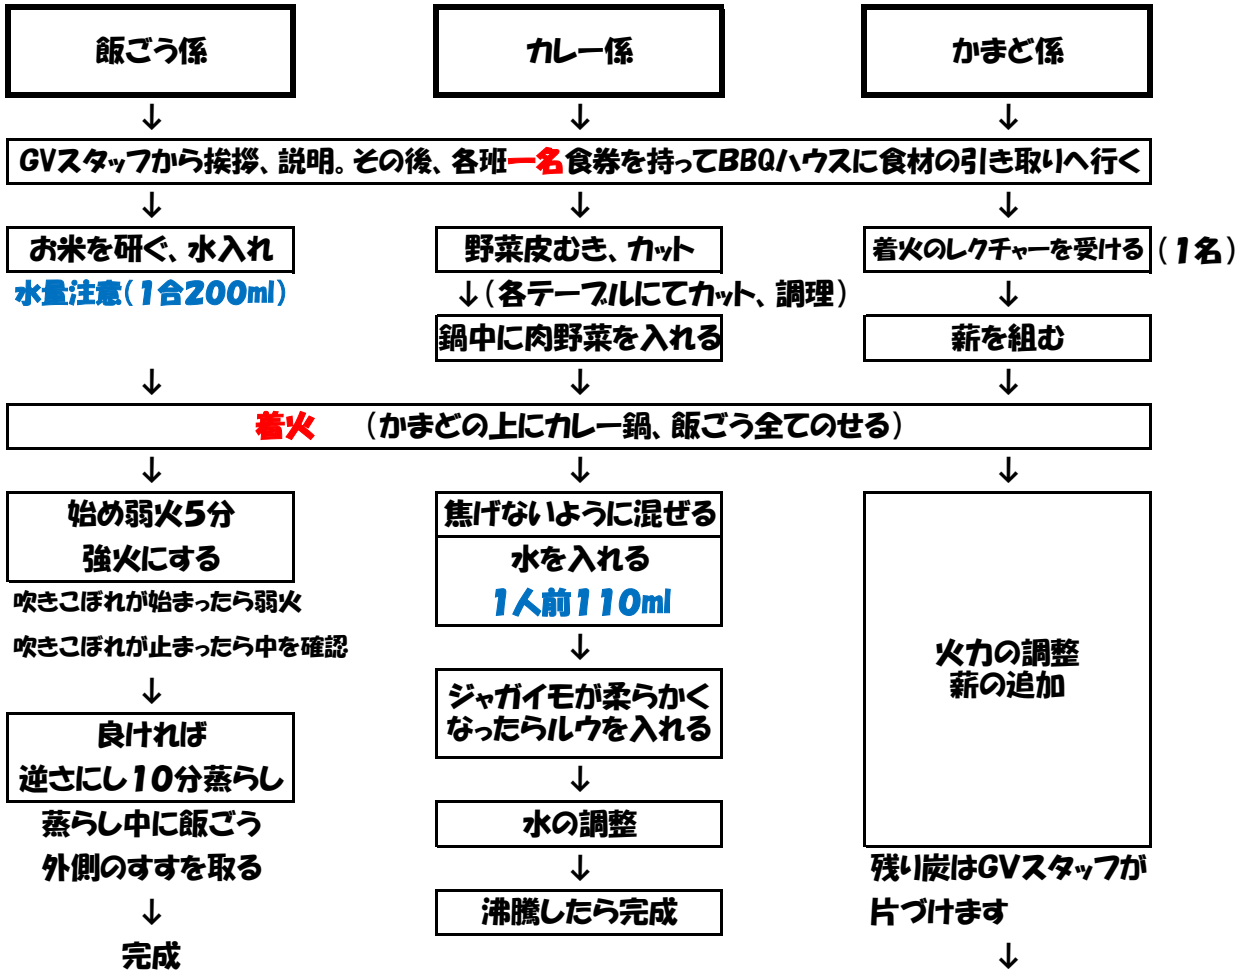 飯ごう係
カレー係
かまど係
↓ ↓ ↓
GVスタッフから挨拶、説明。その後、各班一名食券を持ってBBQハウスに食材の引き取りへ行く
↓ ↓ ↓
お米を研ぐ、水入れ
水量注意(1合200ml)
↓
野菜皮むき、カット
↓(各テーブルにてカット、調理)
鍋中に肉野菜を入れる
↓
着火のレクチャーを受ける(1名)
↓
薪を組む
↓
着火 (かまどの上にカレー鍋、飯ごう全てのせる)
↓ ↓ ↓
始め弱火5分
強火にする
吹きこぼれが始まったら弱火
吹きこぼれが止まったら中を確認
↓
良ければ
逆さにし10分蒸らし
蒸らし中に飯ごう
外側のすすを取る
↓
完成
焦げないように混ぜる
水を入れる
1人前110ml
↓
ジャガイモが柔らかく
なったらルウを入れる
↓
水の調整
↓
沸騰したら完成
火力の調整
薪の追加
残り炭はGVスタッフが
片づけます
↓